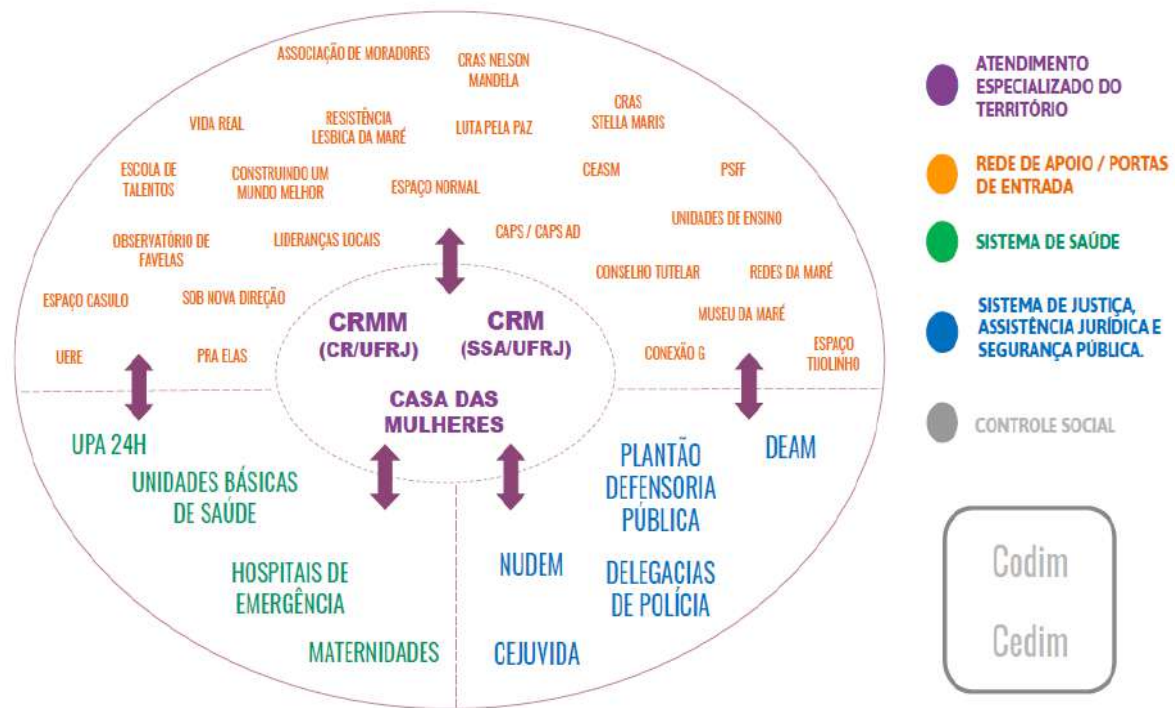 ASSOCIAÇÃO DE MORADORES
CRAS NELSON
MANDELA
CRAS
STELLA MARIS
VIDA REAL
RESISTÊNCIA
LESBICA DA MARÉ
LUTA PELA PAZ
ESCOLA DE
TALENTOS
CONSTRUINDO UM
MUNDO MELHOR
ESPAÇO NORMAL
CEASM
PSFF
UNIDADES DE ENSINO
OBSERVATÓRIO DE
FAVELAS
LIDERANÇAS LOCAIS
CAPS / CAPS AD
CONSELHO TUTELAR
REDES DA MARÉ
ESPAÇO CASULO
SOB NOVA DIREÇÃO
MUSEU DA MARÉ
UERE
PRA ELAS
CONEXÃO G
ESPAÇO
TIJOLINHO
CRMM
(CR/UFRJ)
CRM
(SSA/UFRJ)
CASA DAS
MULHERES
UPA 24H
UNIDADES BÁSICAS
DE SAÚDE
HOSPITAIS DE
EMERGÊNCIA
MATERNIDADES
PLANTÃO
DEFENSORIA
PÚBLICA
DEAM
NUDEM
DELEGACIAS
DE POLÍCIA
CEJUVIDA
ATENDIMENTO
ESPECIALIZADO DO
TERRITÓRIO
REDE DE APOIO / PORTAS
DE ENTRADA
SISTEMA DE SAÚDE
SISTEMA DE JUSTIÇA,
ASSISTÊNCIA JURÍDICA E
SEGURANÇA PÚBLICA.
CONTROLE SOCIAL
Codim
Cedim